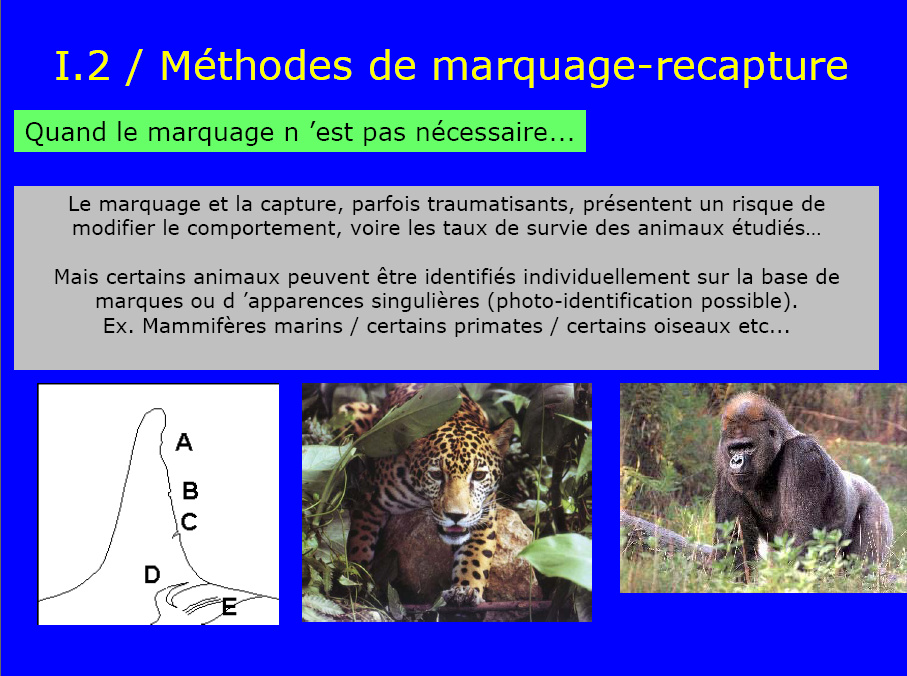 I.2 / Méthodes de marquage-recapture
Quand le marquage n ’est pas nécessaire...
Le marquage et la capture, parfois traumatisants, présentent un risque de
modifier le comportement, voire les taux de survie des animaux étudiés…
Mais certains animaux peuvent être identifiés individuellement sur la base de
marques ou d ’apparences singulières (photo-identification possible).
Ex. Mammifères marins / certains primates / certains oiseaux etc...
A
B
C
D
E